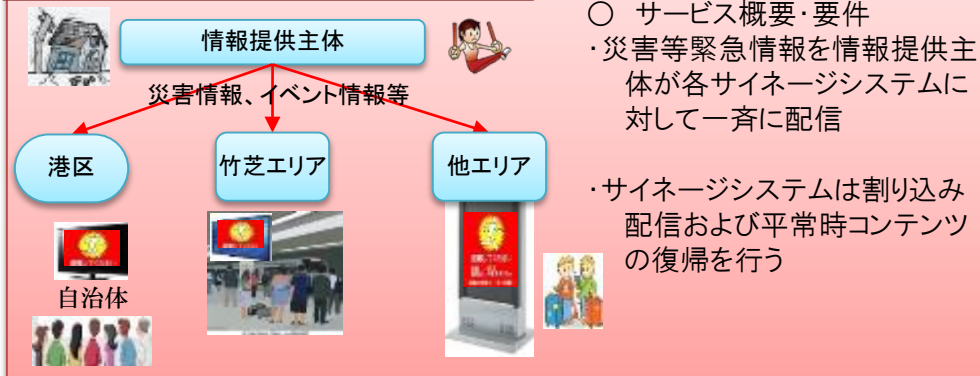 情報提供主体
災害情報、イベント情報等
港区
竹芝エリア
他エリア
自治体
○ サービス概要・要件
・災害等緊急情報を情報提供主
体が各サイネージシステムに
対して一斉に配信
・サイネージシステムは割り込み
配信および平常時コンテンツ
の復帰を行う